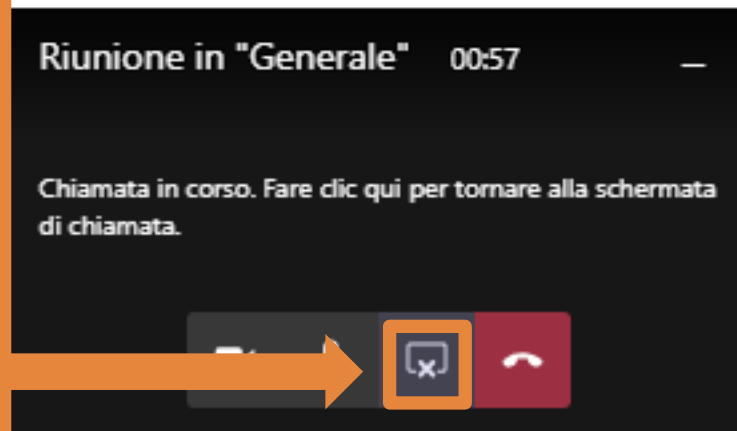 Riunione in "Generale" 00:57
Chiamata in corso. Fare clic qui per tornare alla schermata
di chiamata.